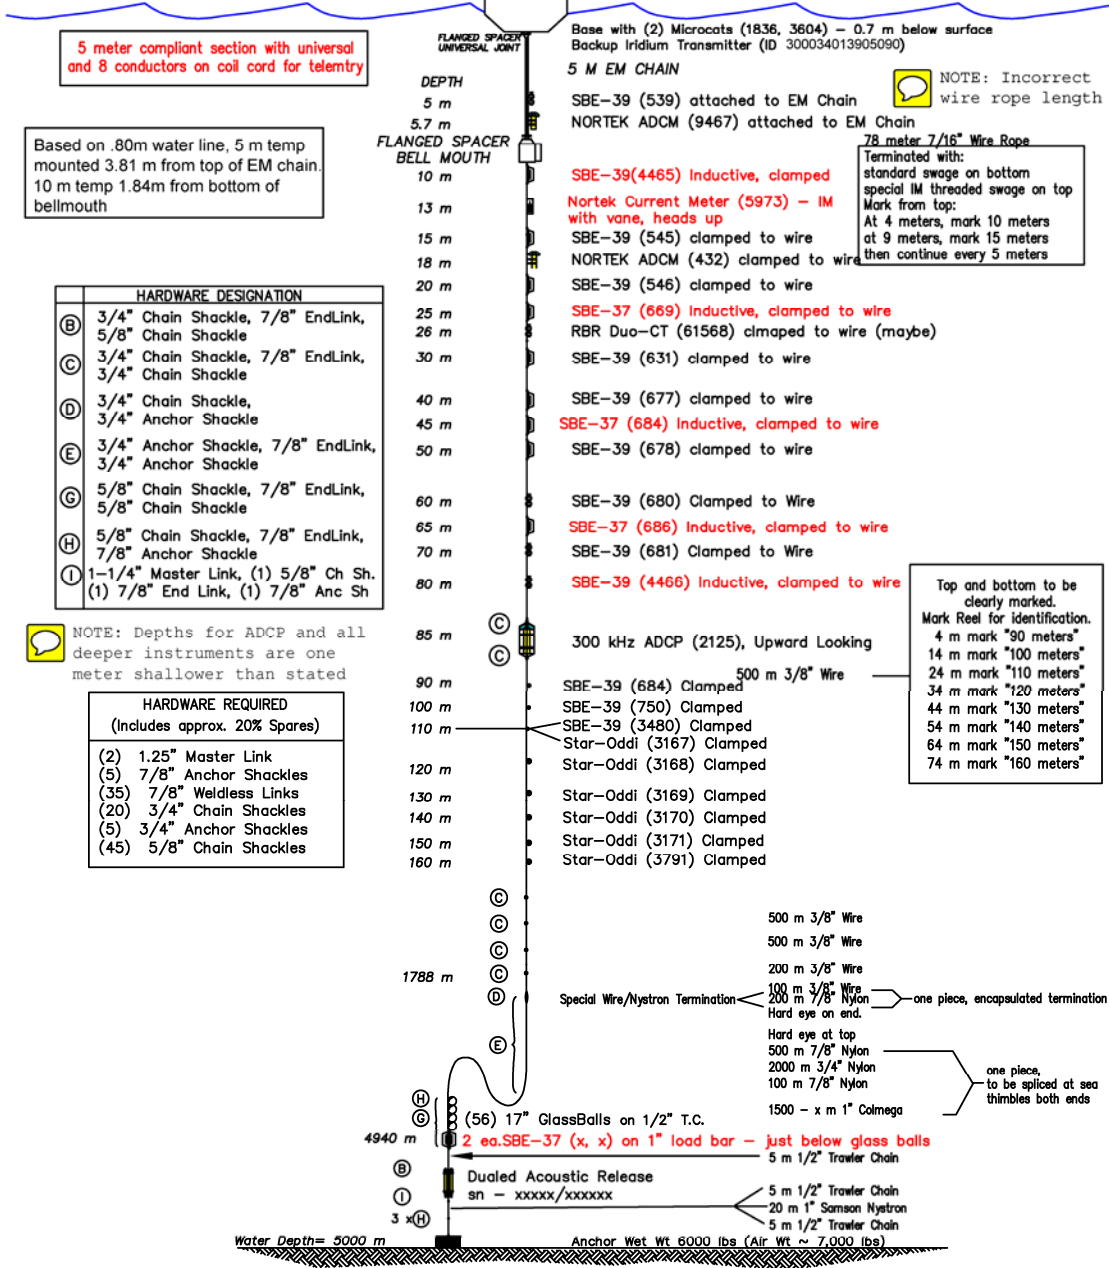 FLANGED SPACER
UNIVERSAL JOINT
Base with (2) Microcats (1836, 3604) – 0.7 m below surface
Backup Iridium Transmitter (ID 300034013905090)
5 meter compliant section with universal
and 8 conductors on coil cord for telemtry
5 M EM CHAIN
NOTE: Incorrect
wire rope length
DEPTH
5 m
SBE-39 (539) attached to EM Chain
5.7 m
NORTEK ADCM (9467) attached to EM Chain
FLANGED SPACER
BELL MOUTH
78 meter 7/16" Wire Rope
Terminated with:
standard swage on bottom
special IM threaded swage on top
Mark from top:
At 4 meters, mark 10 meters
at 9 meters, mark 15 meters
then continue every 5 meters
Based on .80m water line, 5 m temp
mounted 3.81 m from top of EM chain.
10 m temp 1.84m from bottom of
bellmouth
10 m
SBE-39(4465) Inductive, clamped
13 m
Nortek Current Meter (5973) – IM
with vane, heads up
15 m
SBE-39 (545) clamped to wire
18 m
NORTEK ADCM (432) clamped to wire
20 m
SBE-39 (546) clamped to wire
25 m
SBE-37 (669) Inductive, clamped to wire
26 m
RBR Duo-CT (61568) clmaped to wire (maybe)
30 m
SBE-39 (631) clamped to wire
40 m
SBE-39 (677) clamped to wire
45 m
SBE-37 (684) Inductive, clamped to wire
50 m
SBE-39 (678) clamped to wire
60 m
SBE-39 (680) Clamped to Wire
65 m
SBE-37 (686) Inductive, clamped to wire
70 m
SBE-39 (681) Clamped to Wire
80 m
SBE-39 (4466) Inductive, clamped to wire
HARDWARE DESIGNATION
B 3/4" Chain Shackle, 7/8" EndLink,
5/8" Chain Shackle
C 3/4" Chain Shackle, 7/8" EndLink,
3/4" Chain Shackle
D 3/4" Chain Shackle,
3/4" Anchor Shackle
E 3/4" Anchor Shackle, 7/8" EndLink,
3/4" Anchor Shackle
G 5/8" Chain Shackle, 7/8" EndLink,
5/8" Chain Shackle
H 5/8" Chain Shackle, 7/8" EndLink,
7/8" Anchor Shackle
I 1-1/4" Master Link, (1) 5/8" Ch Sh.
(1) 7/8" End Link, (1) 7/8" Anc Sh
NOTE: Depths for ADCP and all
deeper instruments are one
meter shallower than stated
C
85 m
300 kHz ADCP (2125), Upward Looking
C
500 m 3/8" Wire
Top and bottom to be
clearly marked.
Mark Reel for identification.
4 m mark "90 meters"
14 m mark "100 meters"
24 m mark "110 meters"
34 m mark "120 meters"
44 m mark "130 meters"
54 m mark "140 meters"
64 m mark "150 meters"
74 m mark "160 meters"
90 m
SBE-39 (684) Clamped
100 m
SBE-39 (750) Clamped
110 m
SBE-39 (3480) Clamped
Star-Oddi (3167) Clamped
120 m
Star-Oddi (3168) Clamped
130 m
Star-Oddi (3169) Clamped
140 m
Star-Oddi (3170) Clamped
150 m
Star-Oddi (3171) Clamped
160 m
Star-Oddi (3791) Clamped
HARDWARE REQUIRED
(Includes approx. 20% Spares)
(2) 1.25" Master Link
(5) 7/8" Anchor Shackles
(35) 7/8" Weldless Links
(20) 3/4" Chain Shackles
(5) 3/4" Anchor Shackles
(45) 5/8" Chain Shackles
C
500 m 3/8" Wire
C
500 m 3/8" Wire
C
200 m 3/8" Wire
1788 m
C
D
Special Wire/Nystron Termination
100 m 3/8" Wire
200 m 7/8" Nylon
Hard eye on end.
one piece, encapsulated termination
E
Hard eye at top
500 m 7/8" Nylon
2000 m 3/4" Nylon
100 m 7/8" Nylon
1500 - x m 1" Colmega
one piece,
to be spliced at sea
thimbles both ends
H
G
(56) 17" GlassBalls on 1/2" T.C.
4940 m
2 ea.SBE-37 (x, x) on 1" load bar – just below glass balls
5 m 1/2" Trawler Chain
B
Dualed Acoustic Release
sn – xxxxx/xxxxxx
I
3 x H
5 m 1/2" Trawler Chain
20 m 1" Samson Nystron
5 m 1/2" Trawler Chain
Water Depth= 5000 m
Anchor Wet Wt 6000 lbs (Air Wt ~ 7,000 lbs)